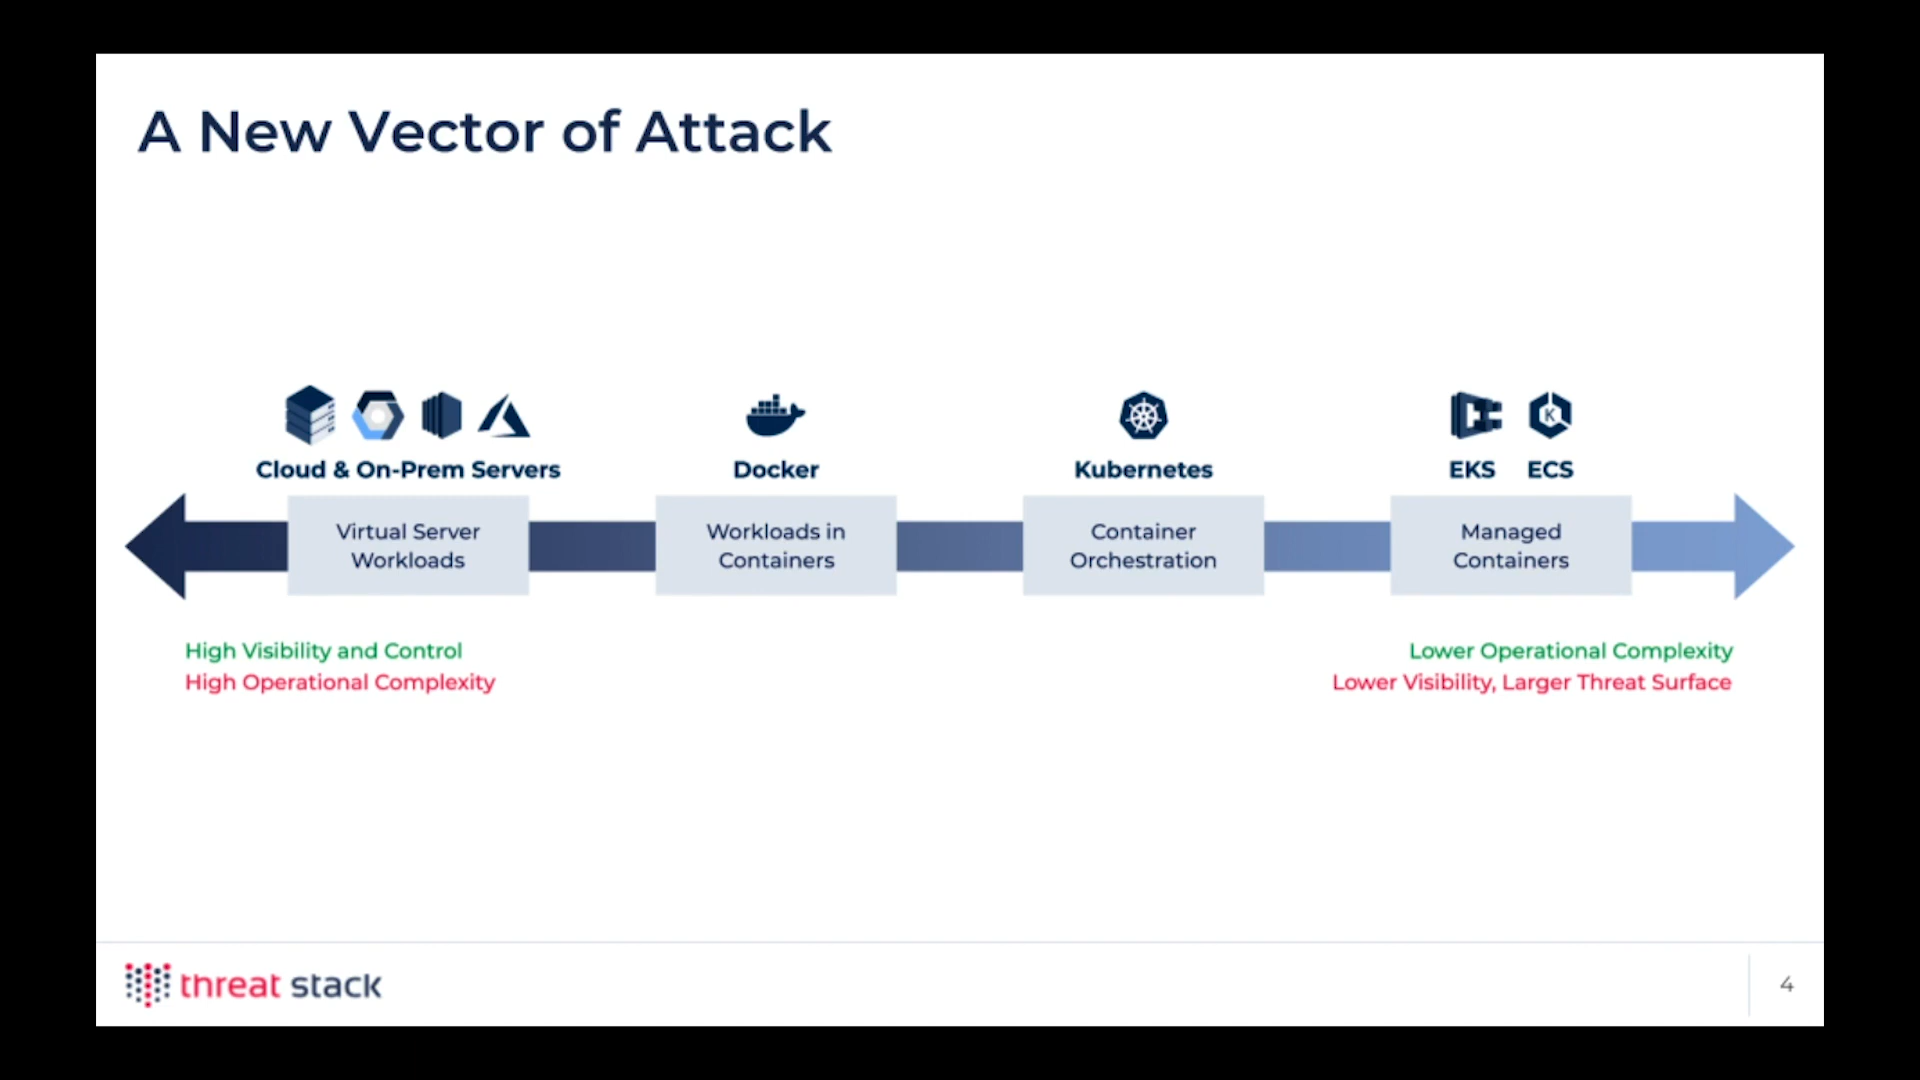 A New Vector of Attack
Cloud & On-Prem Servers
Docker
Kubernetes
EKS
ECS
Virtual Server
Workloads
Workloads in
Containers
Container
Orchestration
Managed
Containers
High Visibility and Control
High Operational Complexity
Lower Operational Complexity
Lower Visibility, Larger Threat Surface
threat stack
4